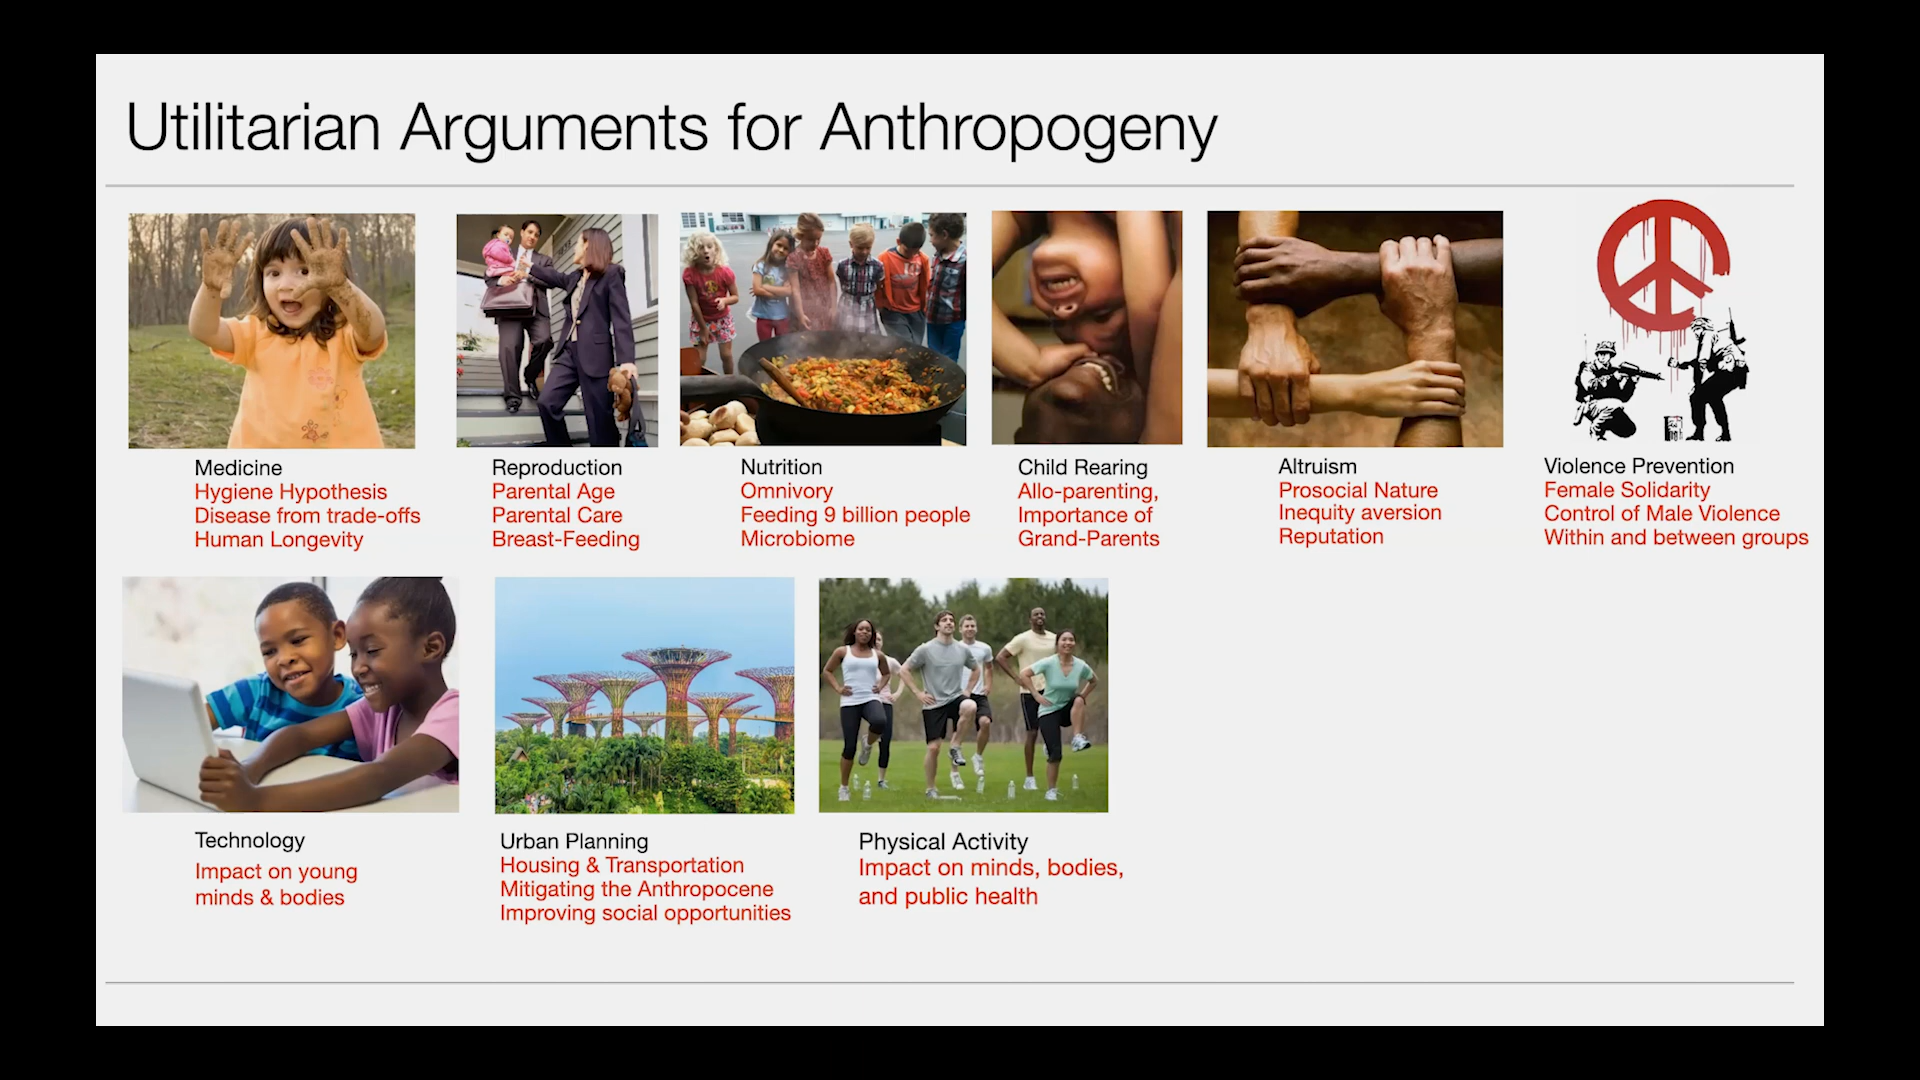 Utilitarian Arguments for Anthropogeny
Medicine
Hygiene Hypothesis
Disease from trade-offs
Human Longevity
Reproduction
Parental Age
Parental Care
Breast-Feeding
Nutrition
Omnivory
Feeding 9 billion people
Microbiome
Child Rearing
Allo-parenting,
Importance of
Grand-Parents
Altruism
Prosocial Nature
Inequity aversion
Reputation
Violence Prevention
Female Solidarity
Control of Male Violence
Within and between groups
Technology
Impact on young
minds & bodies
Urban Planning
Housing & Transportation
Mitigating the Anthropocene
Improving social opportunities
Physical Activity
Impact on minds, bodies,
and public health